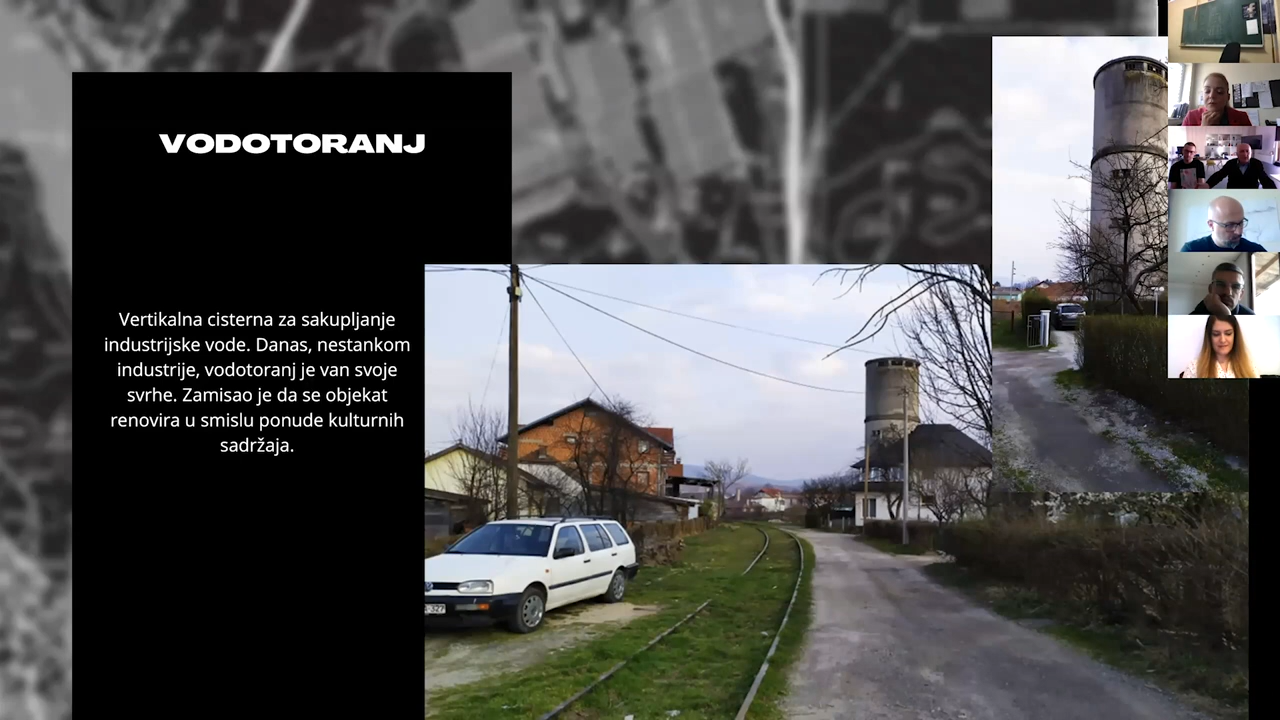 VODOTORANJ
Vertikalna cisterna za sakupljanje
industrijske vode. Danas, nestankom
industrije, vodotoranj je van svoje
svrhe. Zamisao je da se objekat
renovira u smislu ponude kulturnih
sadržaja.